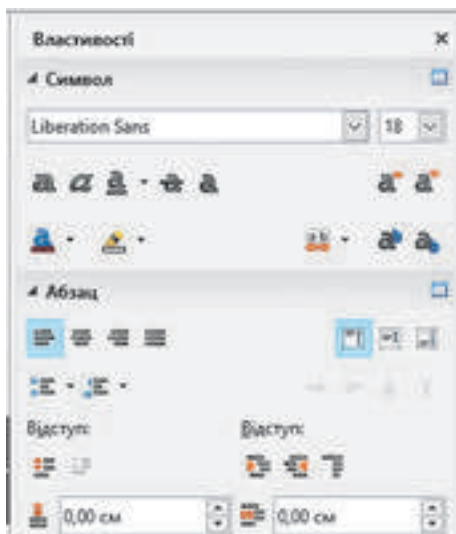 Властивості
Символ
Liberation Sans 18
Абзац
Відступ: Відступ:
0,00 см 0,00 см